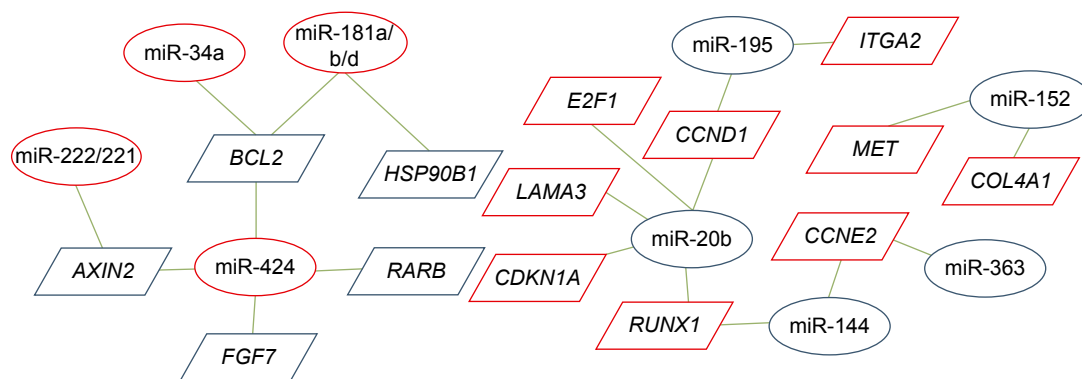 miR-34a
miR-181a/
b/d
miR-195
ITGA2
E2F1
miR-152
miR-222/221
BCL2
HSP90B1
CCND1
MET
COL4A1
LAMA3
miR-20b
CCNE2
AXIN2
miR-424
RARB
CDKN1A
miR-363
RUNX1
miR-144
FGF7